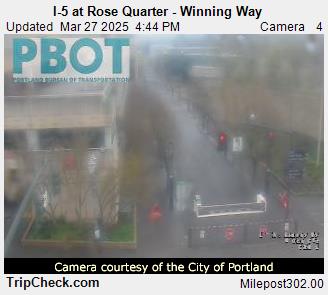 I-5 at Rose Quarter - Winning Way
Updated Mar 27 2025 4:44 PM Camera 4
PBOT
PORTLAND BUREAU OF TRANSPORTATION
Camera courtesy of the City of Portland
TripCheck.com Milepost302.00